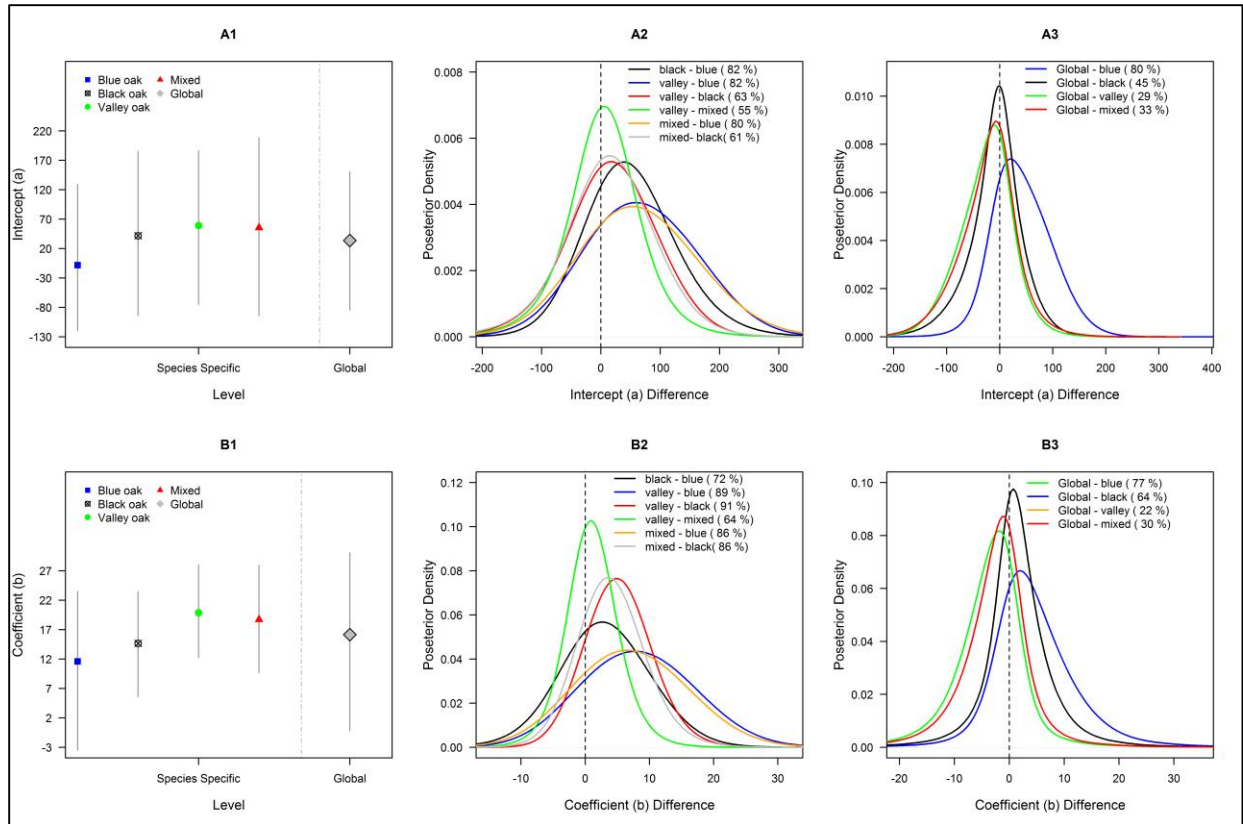 A1
Blue oak
Mixed
Black oak
Global
Valley oak
220
170
120
70
20
-30
-80
-130
Intercept (a)
Species Specific
Global
Level
A2
black - blue ( 82 %)
valley - blue ( 82 %)
valley - black ( 63 %)
valley - mixed ( 55 %)
mixed - blue ( 80 %)
mixed- black( 61 %)
0.008
0.006
0.004
0.002
0.000
Poseterior Density
-200 -100 0 100 200 300
Intercept (a) Difference
A3
Global - blue ( 80 %)
Global - black ( 45 %)
Global - valley ( 29 %)
Global - mixed ( 33 %)
0.010
0.008
0.006
0.004
0.002
0.000
Poseterior Density
-200 -100 0 100 200 300 400
Intercept (a) Difference
B1
Blue oak
Mixed
Black oak
Global
Valley oak
27
22
17
12
7
2
-3
Coefficient (b)
Species Specific
Global
Level
B2
black - blue ( 72 %)
valley - blue ( 89 %)
valley - black ( 91 %)
valley - mixed ( 64 %)
mixed - blue ( 86 %)
mixed - black( 86 %)
0.12
0.10
0.08
0.06
0.04
0.02
0.00
Poseterior Density
-10 0 10 20 30
Coefficient (b) Difference
B3
Global - blue ( 77 %)
Global - black ( 64 %)
Global - valley ( 22 %)
Global - mixed ( 30 %)
0.10
0.08
0.06
0.04
0.02
0.00
Poseterior Density
-20 -10 0 10 20 30
Coefficient (b) Difference